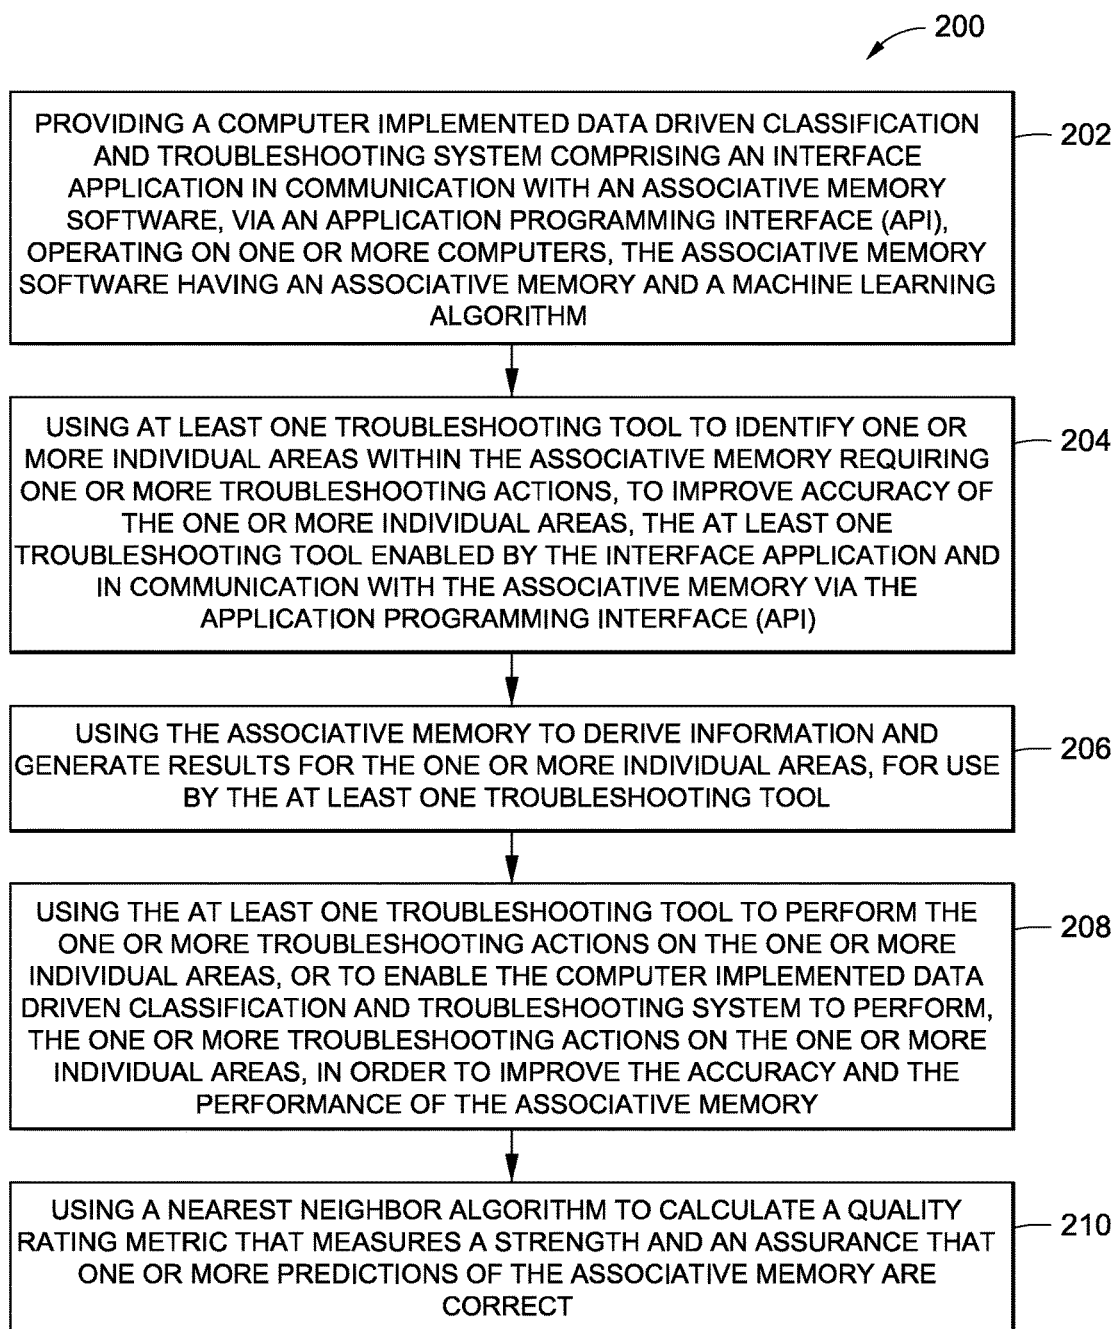 200
PROVIDING A COMPUTER IMPLEMENTED DATA DRIVEN CLASSIFICATION
AND TROUBLESHOOTING SYSTEM COMPRISING AN INTERFACE
APPLICATION IN COMMUNICATION WITH AN ASSOCIATIVE MEMORY
SOFTWARE, VIA AN APPLICATION PROGRAMMING INTERFACE (API),
OPERATING ON ONE OR MORE COMPUTERS, THE ASSOCIATIVE MEMORY
SOFTWARE HAVING AN ASSOCIATIVE MEMORY AND A MACHINE LEARNING
ALGORITHM
202
USING AT LEAST ONE TROUBLESHOOTING TOOL TO IDENTIFY ONE OR
MORE INDIVIDUAL AREAS WITHIN THE ASSOCIATIVE MEMORY REQUIRING
ONE OR MORE TROUBLESHOOTING ACTIONS, TO IMPROVE ACCURACY OF
THE ONE OR MORE INDIVIDUAL AREAS, THE AT LEAST ONE
TROUBLESHOOTING TOOL ENABLED BY THE INTERFACE APPLICATION AND
IN COMMUNICATION WITH THE ASSOCIATIVE MEMORY VIA THE
APPLICATION PROGRAMMING INTERFACE (API)
204
USING THE ASSOCIATIVE MEMORY TO DERIVE INFORMATION AND
GENERATE RESULTS FOR THE ONE OR MORE INDIVIDUAL AREAS, FOR USE
BY THE AT LEAST ONE TROUBLESHOOTING TOOL
206
USING THE AT LEAST ONE TROUBLESHOOTING TOOL TO PERFORM THE
ONE OR MORE TROUBLESHOOTING ACTIONS ON THE ONE OR MORE
INDIVIDUAL AREAS, OR TO ENABLE THE COMPUTER IMPLEMENTED DATA
DRIVEN CLASSIFICATION AND TROUBLESHOOTING SYSTEM TO PERFORM,
THE ONE OR MORE TROUBLESHOOTING ACTIONS ON THE ONE OR MORE
INDIVIDUAL AREAS, IN ORDER TO IMPROVE THE ACCURACY AND THE
PERFORMANCE OF THE ASSOCIATIVE MEMORY
208
USING A NEAREST NEIGHBOR ALGORITHM TO CALCULATE A QUALITY
RATING METRIC THAT MEASURES A STRENGTH AND AN ASSURANCE THAT
ONE OR MORE PREDICTIONS OF THE ASSOCIATIVE MEMORY ARE
CORRECT
210